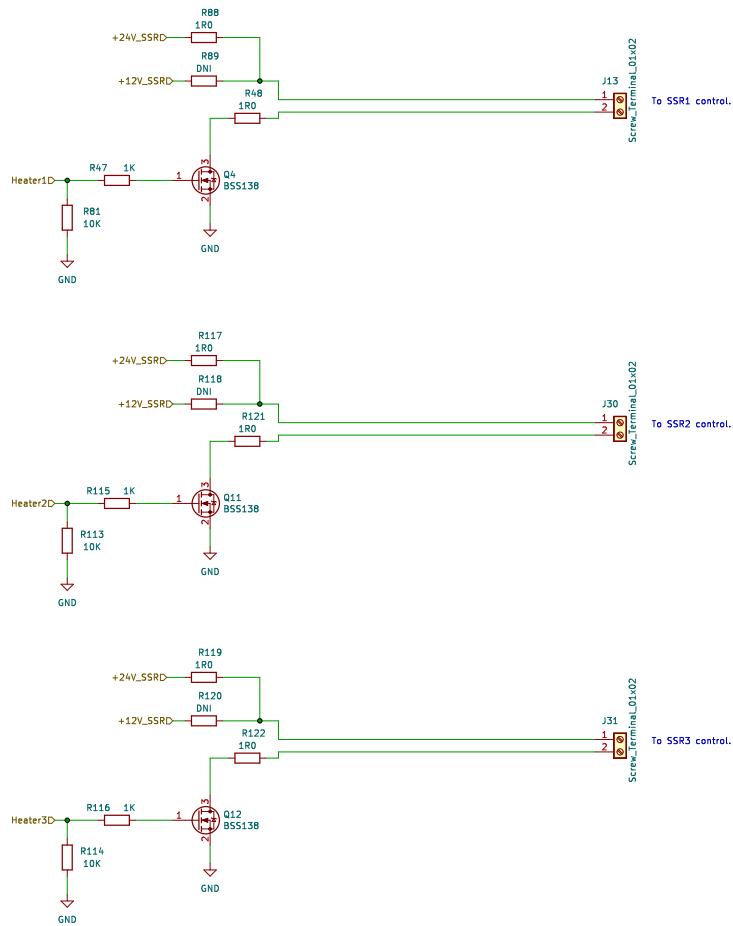 R88
1R0
+24V_SSR
R89
DNI
+12V_SSR
R48
1R0
J13
1
2
Screw_Terminal_01x02
To SSR1 control.
Heater1
R47 1K
1
3
2
Q4
BSS138
R81
10K
GND
GND
R117
1R0
+24V_SSR
R118
DNI
+12V_SSR
R121
1R0
J30
1
2
Screw_Terminal_01x02
To SSR2 control.
Heater2
R115 1K
1
3
2
Q11
BSS138
R113
10K
GND
GND
R119
1R0
+24V_SSR
R120
DNI
+12V_SSR
R122
1R0
J31
1
2
Screw_Terminal_01x02
To SSR3 control.
Heater3
R116 1K
1
3
2
Q12
BSS138
R114
10K
GND
GND